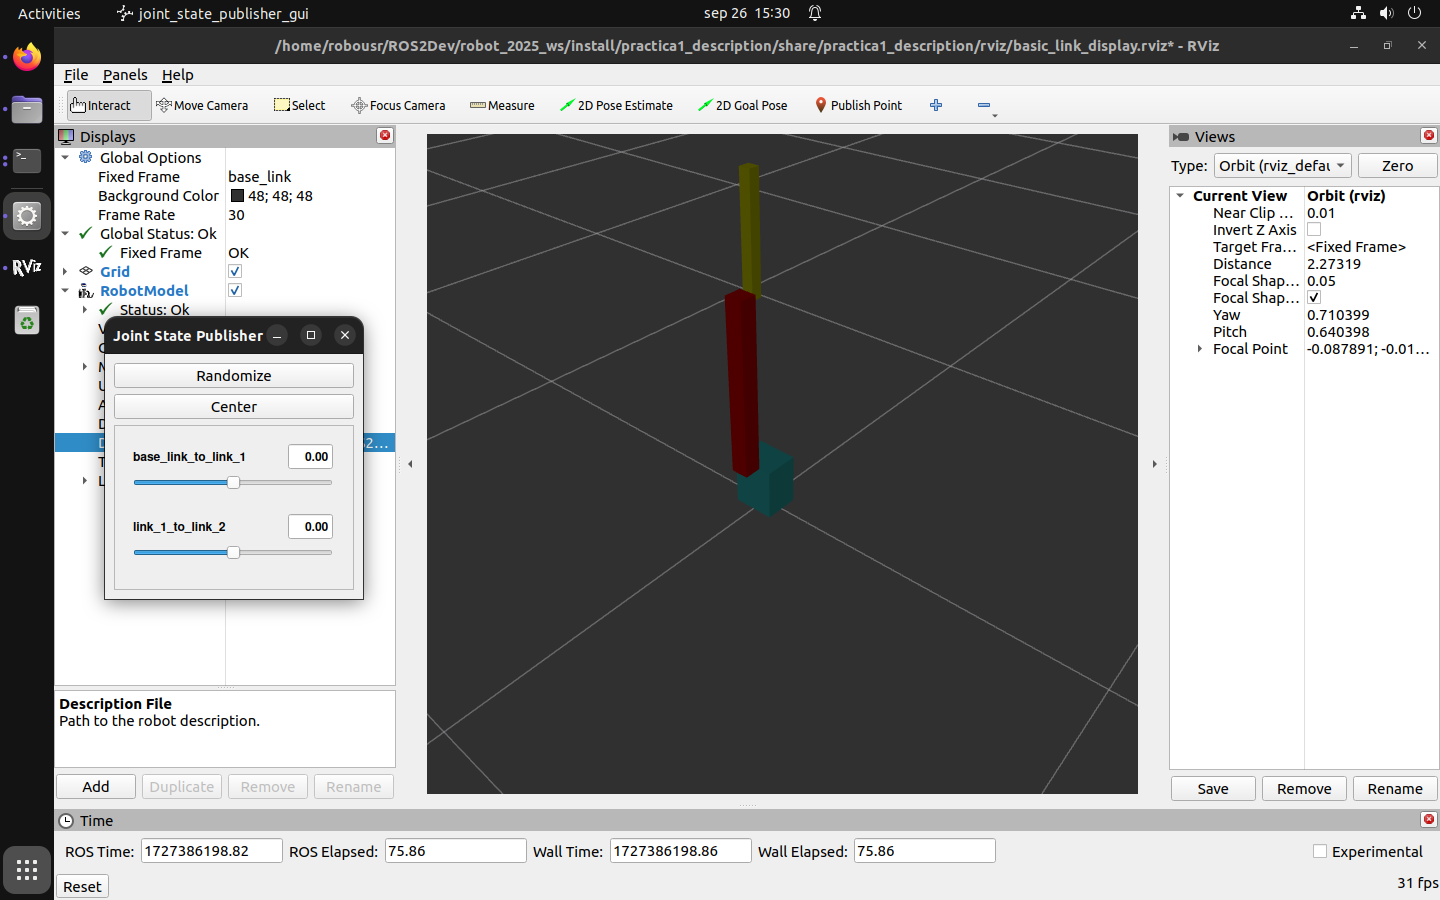 Activities
joint_state_publisher_gui
sep 26 15:30
/home/robousr/ROS2Dev/robot_2025_ws/install/practica1_description/share/practica1_description/rviz/basic_link_display.rviz* - RViz
File Panels Help
Interact
Move Camera
Select
Focus Camera
Measure
2D Pose Estimate
2D Goal Pose
Publish Point
Displays
Global Options
Fixed Frame base_link
Background Color 48; 48; 48
Frame Rate 30
Global Status: Ok
Fixed Frame OK
Grid
RobotModel
Status: Ok
Joint State Publisher
Randomize
Center
base_link_to_link_1 0.00
link_1_to_link_2 0.00
Description File
Path to the robot description.
Add Duplicate Remove Rename
Views
Type: Orbit (rviz_defau
Zero
Current View Orbit (rviz)
Near Clip ... 0.01
Invert Z Axis
Target Fra... <Fixed Frame>
Distance 2.27319
Focal Shap... 0.05
Focal Shap...
Yaw 0.710399
Pitch 0.640398
Focal Point -0.087891; -0.01...
Save Remove Rename
Time
ROS Time: 1727386198.82 ROS Elapsed: 75.86 Wall Time: 1727386198.86 Wall Elapsed: 75.86 Experimental
Reset
31 fps
RViz